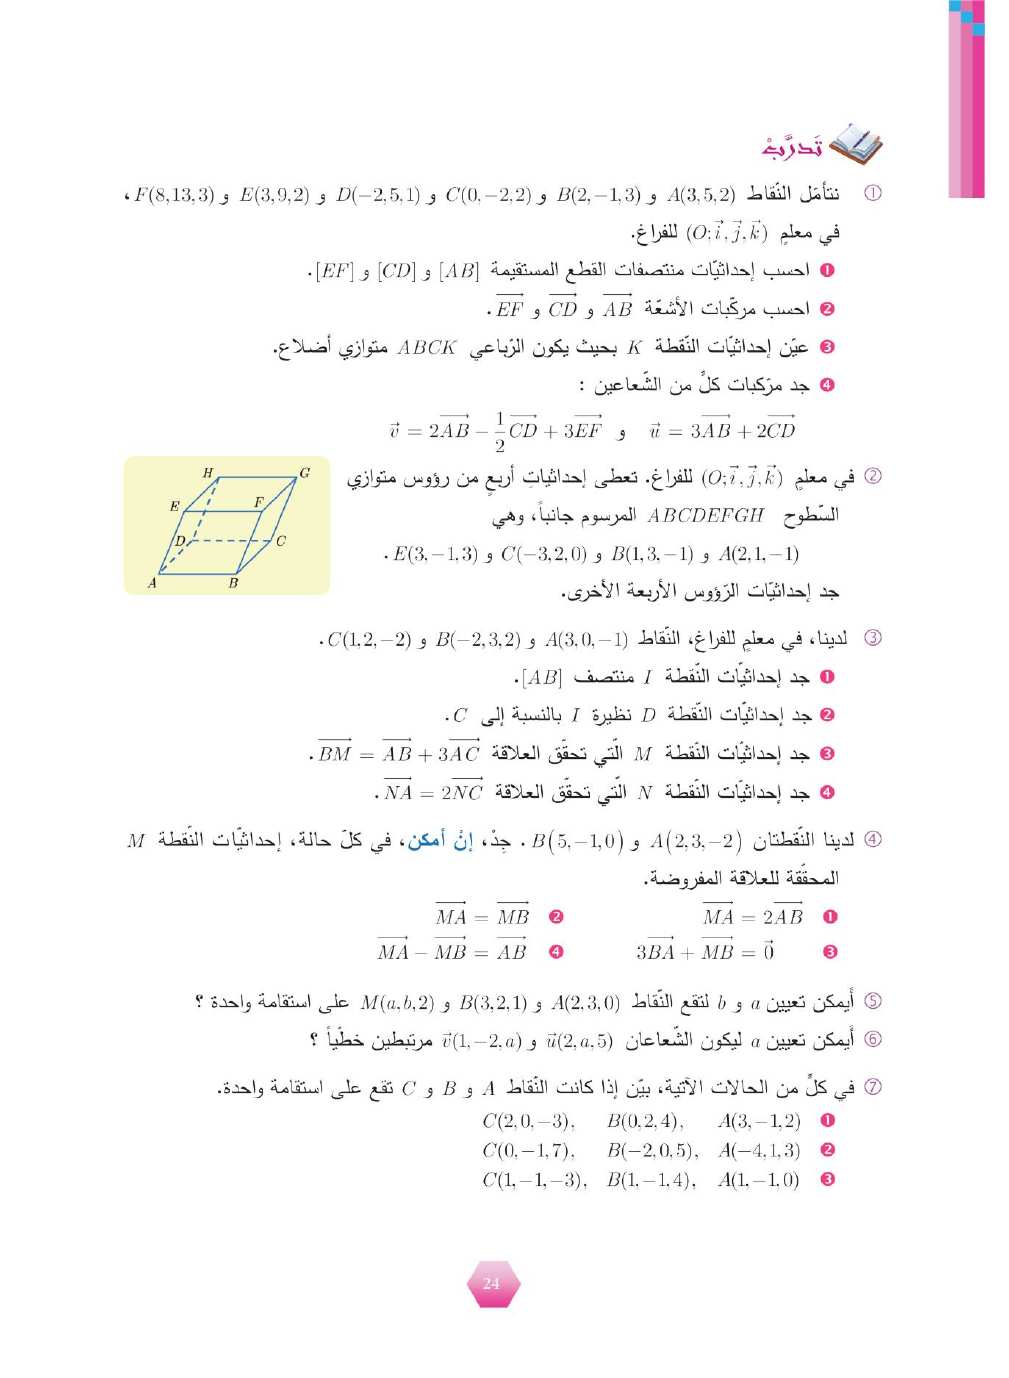 تَدرَّبْ
① نتأمّل النّقاط A(3,5,2) و B(2,−1,3) و C(0,−2,2) و D(−2,5,1) و E(3,9,2) و F(8,13,3)،
في معلمٍ (O;i⃗,j⃗,k⃗) للفراغ.
❶ احسب إحداثيّات منتصفات القطع المستقيمة [AB] و [CD] و [EF].
❷ احسب مركّبات الأشعّة AB⃗ و CD⃗ و EF⃗.
❸ عيّن إحداثيّات النّقطة K بحيث يكون الرّباعي ABCK متوازي أضلاع.
❹ جد مرّكبات كلٍّ من الشّعاعين :
u⃗ = 3AB⃗ + 2CD⃗ و v⃗ = 2AB⃗ − 1/2 CD⃗ + 3EF⃗
② في معلمٍ (O;i⃗,j⃗,k⃗) للفراغ. تعطى إحداثياتِ أربعٍ من رؤوس متوازي
السّطوح ABCDEFGH المرسوم جانباً، وهي
A(2,1,−1) و B(1,3,−1) و C(−3,2,0) و E(3,−1,3).
جد إحداثيّات الرّؤوس الأربعة الأخرى.
H G
E F
D C
A B
③ لدينا، في معلمٍ للفراغ، النّقاط A(3,0,−1) و B(−2,3,2) و C(1,2,−2).
❶ جد إحداثيّات النّقطة I منتصف [AB].
❷ جد إحداثيّات النّقطة D نظيرة I بالنسبة إلى C.
❸ جد إحداثيّات النّقطة M الّتي تحقّق العلاقة BM⃗ = AB⃗ + 3AC⃗.
❹ جد إحداثيّات النّقطة N الّتي تحقّق العلاقة NA⃗ = 2NC⃗.
④ لدينا النّقطتان A(2,3,−2) و B(5,−1,0). جِدْ، إنْ أمكن، في كلّ حالة، إحداثيّات النّقطة M
المحقّقة للعلاقة المفروضة.
❶ MA⃗ = 2AB⃗ ❷ MA⃗ = MB⃗
❸ 3BA⃗ + MB⃗ = 0⃗ ❹ MA⃗ − MB⃗ = AB⃗
⑤ أيمكن تعيين a و b لتقع النّقاط A(2,3,0) و B(3,2,1) و M(a,b,2) على استقامة واحدة ؟
⑥ أيمكن تعيين a ليكون الشّعاعان u⃗(2,a,5) و v⃗(1,−2,a) مرتبطين خطّياً ؟
⑦ في كلٍّ من الحالات الآتية، بيّن إذا كانت النّقاط A و B و C تقع على استقامة واحدة.
❶ A(3,−1,2) B(0,2,4), C(2,0,−3),
❷ A(−4,1,3) B(−2,0,5), C(0,−1,7),
❸ A(1,−1,0) B(1,−1,4), C(1,−1,−3),
24